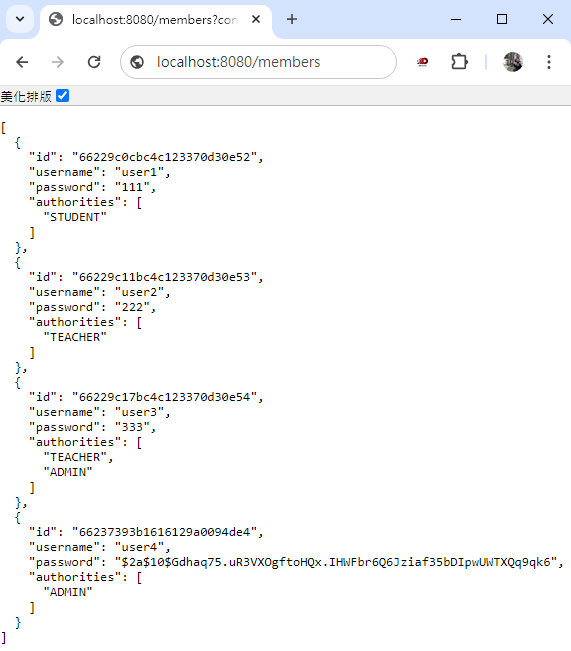 localhost:8080/members?con
localhost:8080/members
美化排版
[
  {
    "id": "66229c0cbc4c123370d30e52",
    "username": "user1",
    "password": "111",
    "authorities": [
      "STUDENT"
    ]
  },
  {
    "id": "66229c11bc4c123370d30e53",
    "username": "user2",
    "password": "222",
    "authorities": [
      "TEACHER"
    ]
  },
  {
    "id": "66229c17bc4c123370d30e54",
    "username": "user3",
    "password": "333",
    "authorities": [
      "TEACHER",
      "ADMIN"
    ]
  },
  {
    "id": "66237393b1616129a0094de4",
    "username": "user4",
    "password": "$2a$10$Gdhaq75.uR3VXOgftoHQx.IHWFbr6Q6Jziaf35bDIpwUWTXQq9qk6",
    "authorities": [
      "ADMIN"
    ]
  }
]